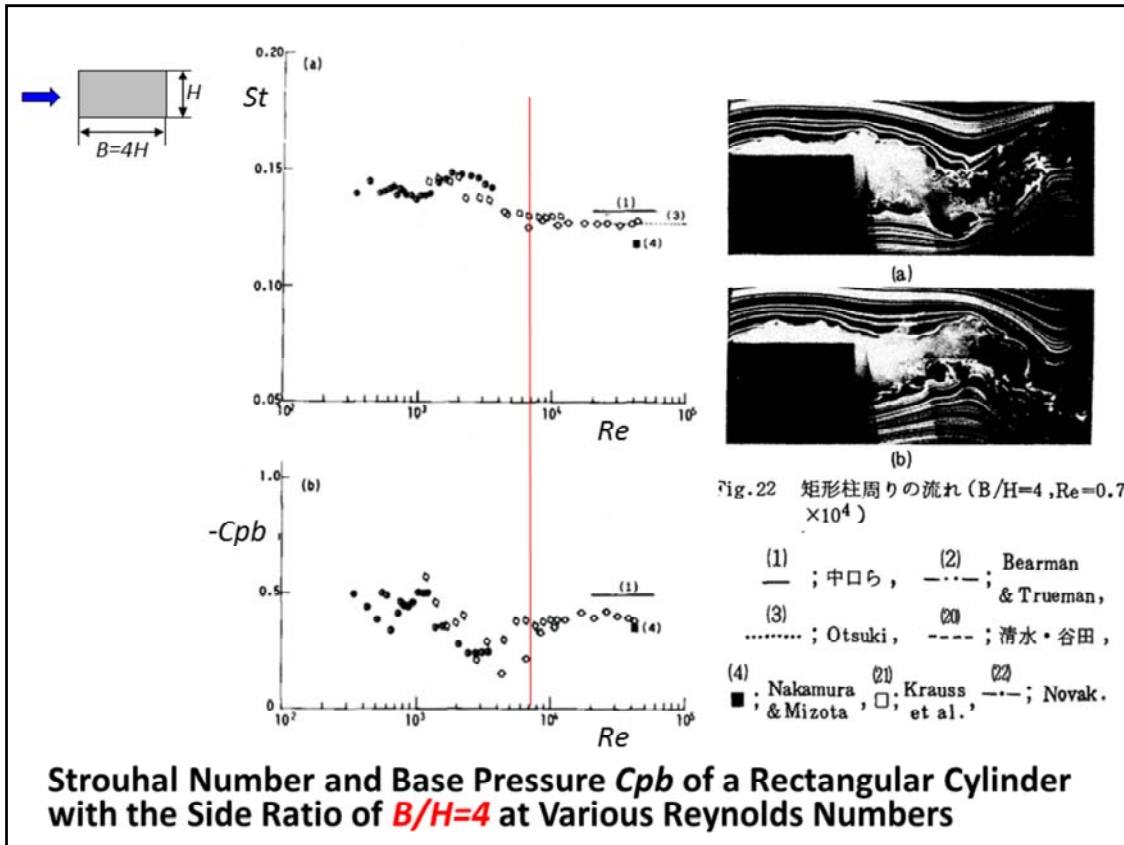 H
B=4H
0.20
(a)
St
0.15
(1)
(3)
(4)
0.10
0.05
10² 10³ 10⁴ 10⁵
Re
1.0
(b)
-Cpb
0.5
(1)
(4)
0
10² 10³ 10⁴ 10⁵
Re
(a)
(b)
Fig.22 矩形柱周りの流れ(B/H=4,Re=0.7
×10⁴)
(1) ; 中口ら, (2) ; Bearman
& Trueman,
(3) ; Otsuki, (20) ; 清水・谷田,
(4) ; Nakamura & Mizota, (21) ; Krauss et al., (22) ; Novak.
Strouhal Number and Base Pressure Cpb of a Rectangular Cylinder
with the Side Ratio of B/H=4 at Various Reynolds Numbers